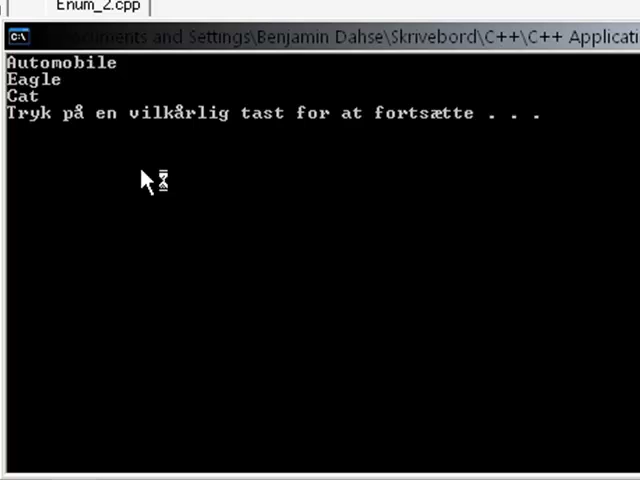 Enum_2.cpp
Documents and Settings\Benjamin Dahse\Skrivebord\C++\C++ Applicati
Automobile
Eagle
Cat
Tryk på en vilkårlig tast for at fortsætte . . .